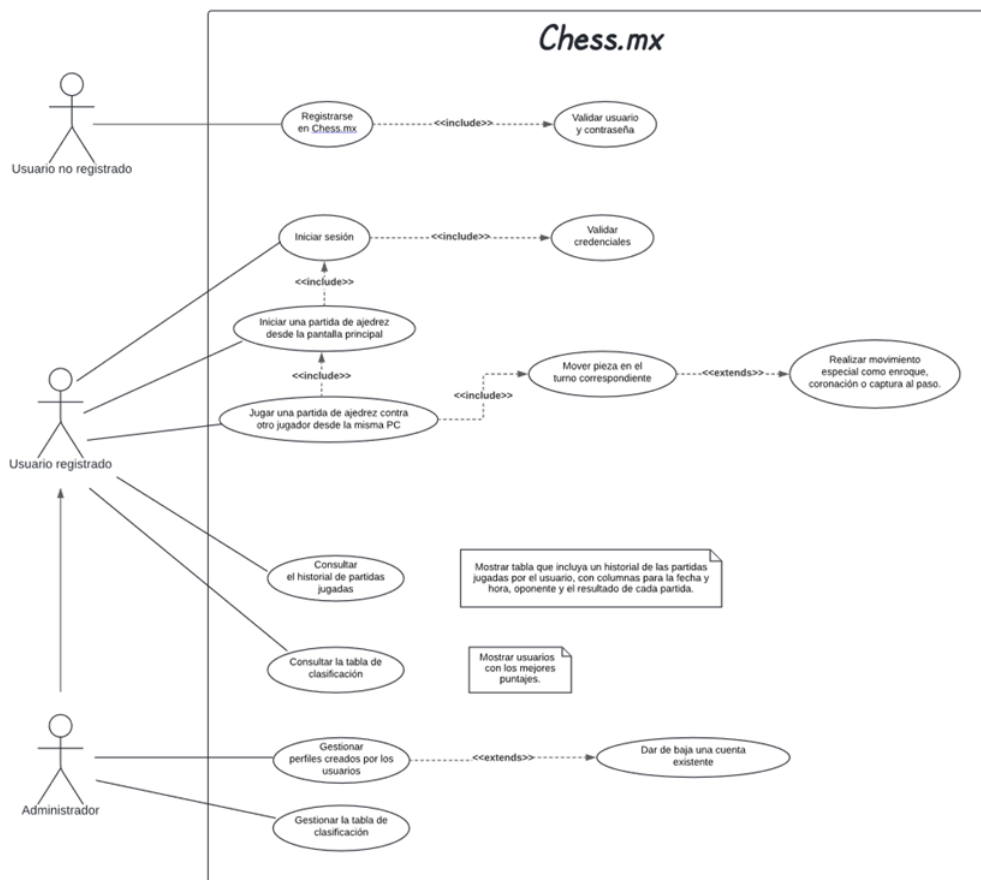 Chess.mx
Usuario no registrado
Registrarse
en Chess.mx
<<include>>
Validar usuario
y contraseña
Iniciar sesión
<<include>>
Validar
credenciales
<<include>>
Iniciar una partida de ajedrez
desde la pantalla principal
<<include>>
Jugar una partida de ajedrez contra
otro jugador desde la misma PC
<<include>>
Mover pieza en el
turno correspondiente
<<extends>>
Realizar movimiento
especial como enroque,
coronación o captura al paso.
Usuario registrado
Consultar
el historial de partidas
jugadas
Mostrar tabla que incluya un historial de las partidas
jugadas por el usuario, con columnas para la fecha y
hora, oponente y el resultado de cada partida.
Consultar la tabla de
clasificación
Mostrar usuarios
con los mejores
puntajes.
Administrador
Gestionar
perfiles creados por los
usuarios
<<extends>>
Dar de baja una cuenta
existente
Gestionar la tabla de
clasificación